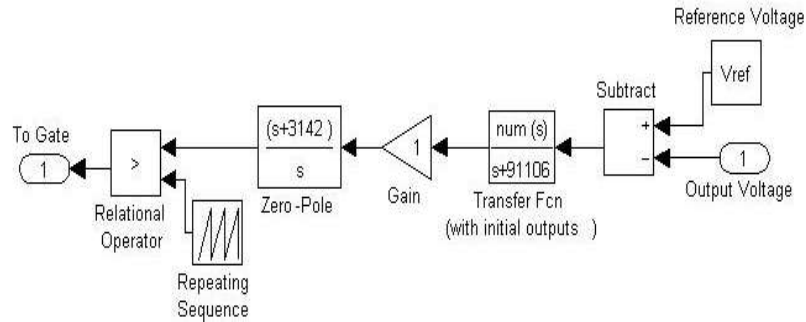 Reference Voltage
Vref
Subtract
+
−
1
Output Voltage
num (s)
s+91106
Transfer Fcn
(with initial outputs )
1
Gain
(s+3142 )
s
Zero -Pole
To Gate
1
>
Relational
Operator
Repeating
Sequence